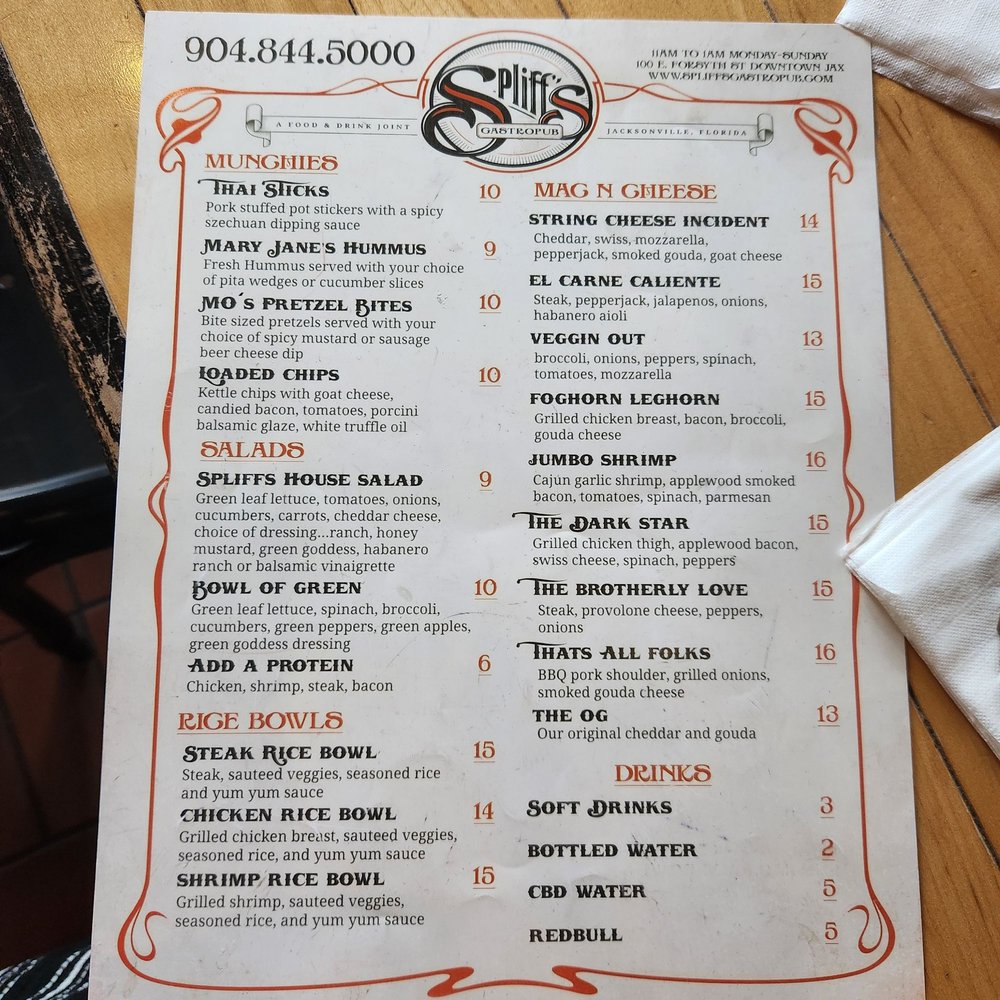 904.844.5000
Spliff's
GASTROPUB
11AM TO 1AM MONDAY-SUNDAY
100 E. FORSYTH ST DOWNTOWN JAX
WWW.SPLIFFSGASTROPUB.COM
A FOOD & DRINK JOINT
JACKSONVILLE, FLORIDA
MUNCHIES
THAI STICKS 10
Pork stuffed pot stickers with a spicy
szechuan dipping sauce
MARY JANE'S HUMMUS 9
Fresh Hummus served with your choice
of pita wedges or cucumber slices
MO´S PRETZEL BITES 10
Bite sized pretzels served with your
choice of spicy mustard or sausage
beer cheese dip
LOADED CHIPS 10
Kettle chips with goat cheese,
candied bacon, tomatoes, porcini
balsamic glaze, white truffle oil
SALADS
SPLIFFS HOUSE SALAD 9
Green leaf lettuce, tomatoes, onions,
cucumbers, carrots, cheddar cheese,
choice of dressing...ranch, honey
mustard, green goddess, habanero
ranch or balsamic vinaigrette
BOWL OF GREEN 10
Green leaf lettuce, spinach, broccoli,
cucumbers, green peppers, green apples,
green goddess dressing
ADD A PROTEIN 6
Chicken, shrimp, steak, bacon
RICE BOWLS
STEAK RICE BOWL 15
Steak, sauteed veggies, seasoned rice
and yum yum sauce
CHICKEN RICE BOWL 14
Grilled chicken breast, sauteed veggies,
seasoned rice, and yum yum sauce
SHRIMP RICE BOWL 15
Grilled shrimp, sauteed veggies,
seasoned rice, and yum yum sauce
MAC N CHEESE
STRING CHEESE INCIDENT 14
Cheddar, swiss, mozzarella,
pepperjack, smoked gouda, goat cheese
EL CARNE CALIENTE 15
Steak, pepperjack, jalapenos, onions,
habanero aioli
VEGGIN OUT 13
broccoli, onions, peppers, spinach,
tomatoes, mozzarella
FOGHORN LEGHORN 15
Grilled chicken breast, bacon, broccoli,
gouda cheese
JUMBO SHRIMP 16
Cajun garlic shrimp, applewood smoked
bacon, tomatoes, spinach, parmesan
THE DARK STAR 15
Grilled chicken thigh, applewood bacon,
swiss cheese, spinach, peppers
THE BROTHERLY LOVE 15
Steak, provolone cheese, peppers,
onions
THATS ALL FOLKS 16
BBQ pork shoulder, grilled onions,
smoked gouda cheese
THE OG 13
Our original cheddar and gouda
DRINKS
SOFT DRINKS 3
BOTTLED WATER 2
CBD WATER 5
REDBULL 5